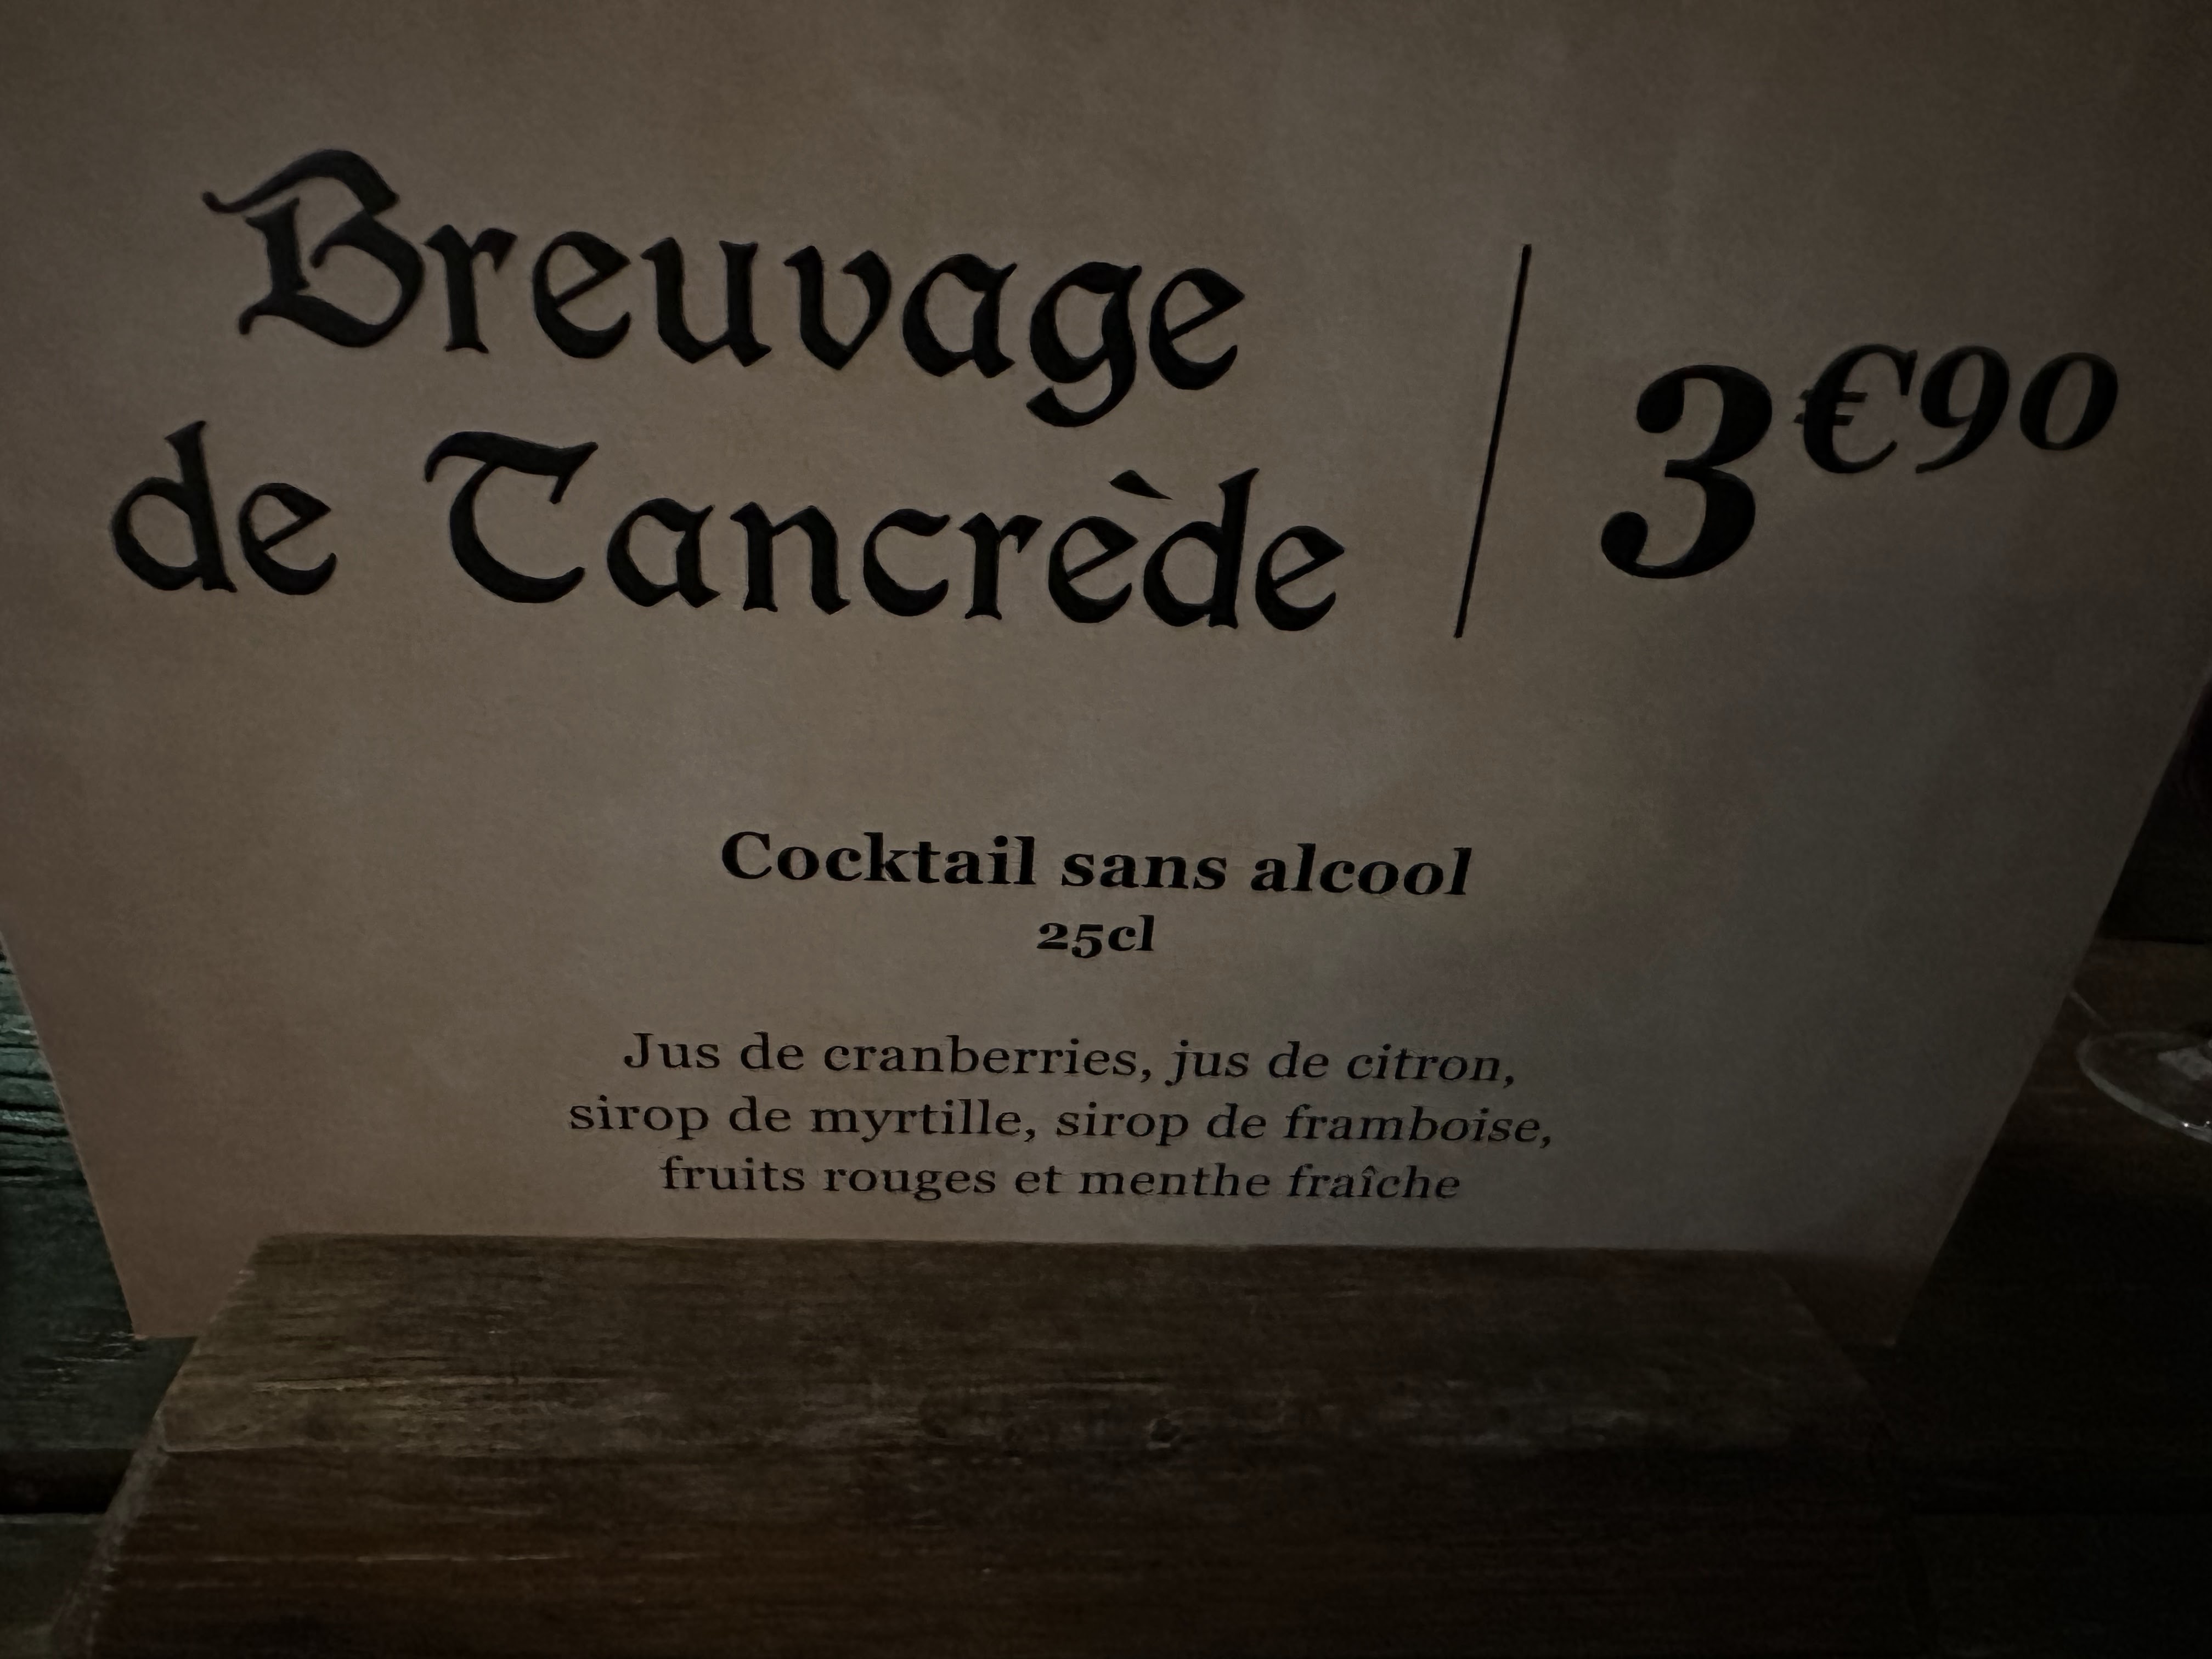 Breuvage
de Tancrède
3€90
Cocktail sans alcool
25cl
Jus de cranberries, jus de citron,
sirop de myrtille, sirop de framboise,
fruits rouges et menthe fraîche